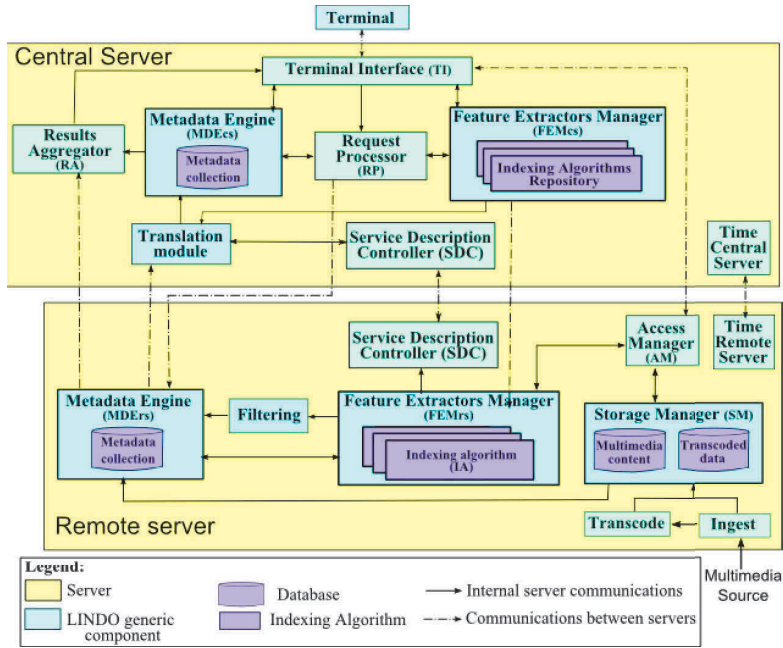 Terminal
Central Server
Terminal Interface (TI)
Metadata Engine
(MDEcs)
Metadata
collection
Feature Extractors Manager
(FEMcs)
Indexing Algorithms
Repository
Results
Aggregator
(RA)
Request
Processor
(RP)
Translation
module
Service Description
Controller (SDC)
Time
Central
Server
Service Description
Controller (SDC)
Access
Manager
(AM)
Time
Remote
Server
Metadata Engine
(MDErs)
Metadata
collection
Filtering
Feature Extractors Manager
(FEMrs)
Indexing algorithm
(IA)
Storage Manager (SM)
Multimedia
content
Transcoded
data
Remote server
Transcode
Ingest
Multimedia
Source
Legend:
Server
LINDO generic
component
Database
Indexing Algorithm
Internal server communications
Communications between servers